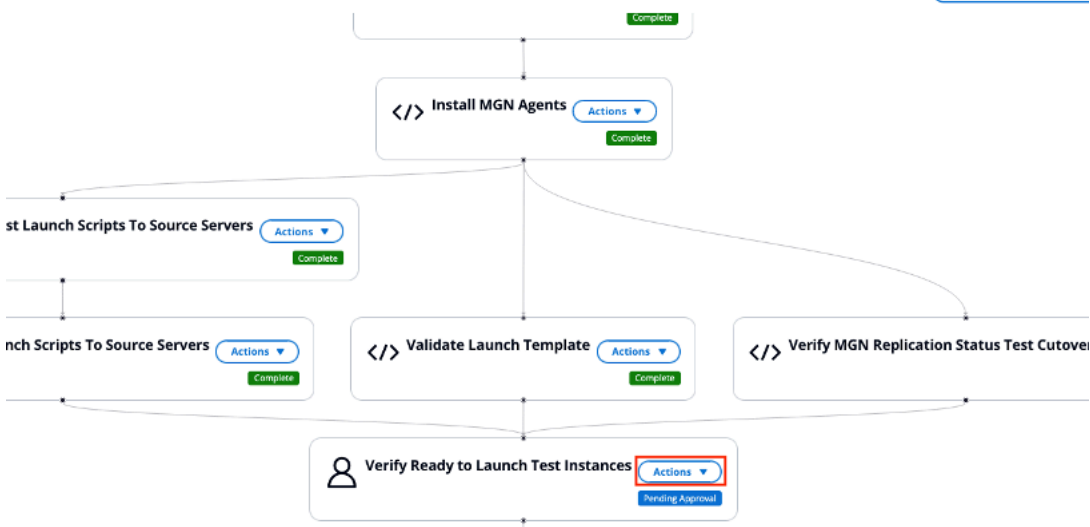 Complete
</> Install MGN Agents Actions ▼
Complete
st Launch Scripts To Source Servers Actions ▼
Complete
nch Scripts To Source Servers Actions ▼
Complete
</> Validate Launch Template Actions ▼
Complete
</> Verify MGN Replication Status Test Cutover
Verify Ready to Launch Test Instances Actions ▼
Pending Approval